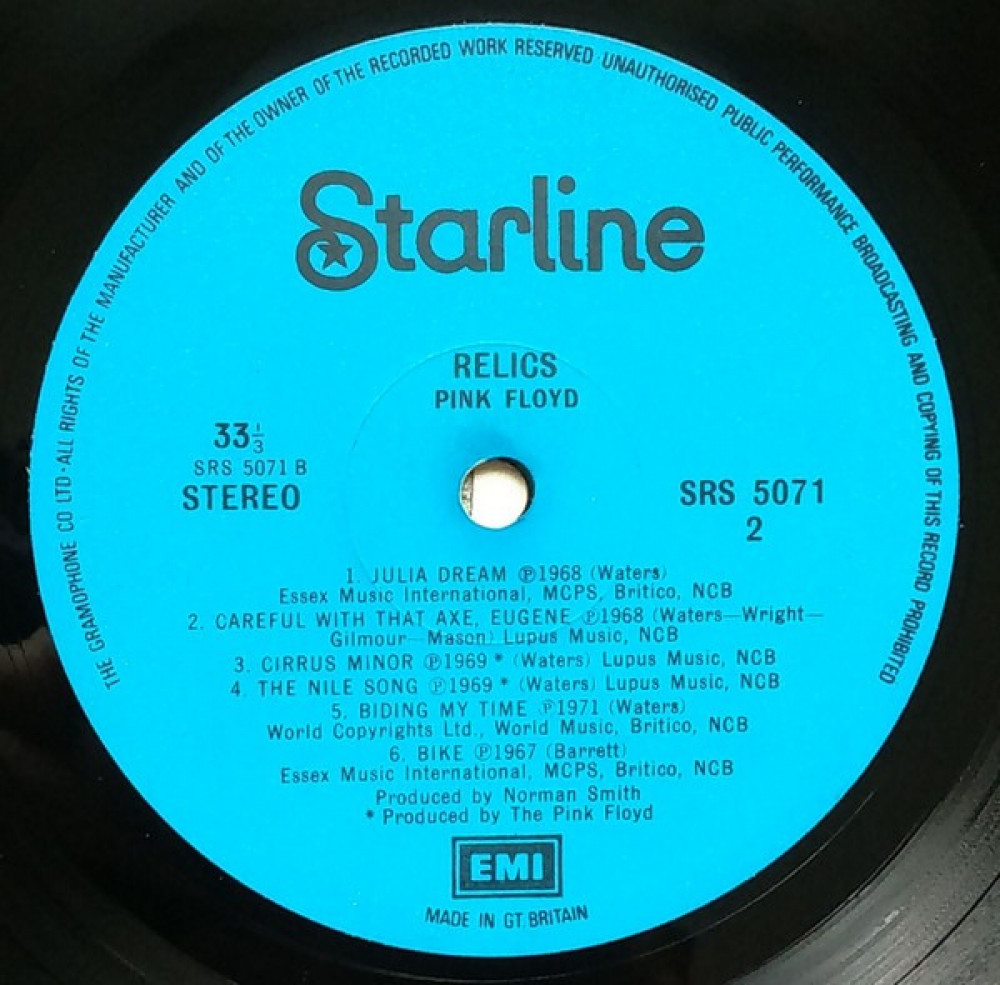 THE GRAMOPHONE CO LTD · ALL RIGHTS OF THE MANUFACTURER AND OF THE OWNER OF THE RECORDED WORK RESERVED UNAUTHORISED PUBLIC PERFORMANCE BROADCASTING AND COPYING OF THIS RECORD PROHIBITED
Starline
RELICS
PINK FLOYD
33⅓
SRS 5071 B
STEREO
SRS 5071
2
1. JULIA DREAM ℗1968 (Waters)
Essex Music International, MCPS, Britico, NCB
2. CAREFUL WITH THAT AXE, EUGENE ℗1968 (Waters—Wright—
Gilmour—Mason) Lupus Music, NCB
3. CIRRUS MINOR ℗1969 * (Waters) Lupus Music, NCB
4. THE NILE SONG ℗1969 * (Waters) Lupus Music, NCB
5. BIDING MY TIME ℗1971 (Waters)
World Copyrights Ltd., World Music, Britico, NCB
6. BIKE ℗1967 (Barrett)
Essex Music International, MCPS, Britico, NCB
Produced by Norman Smith
* Produced by The Pink Floyd
EMI
MADE IN GT. BRITAIN